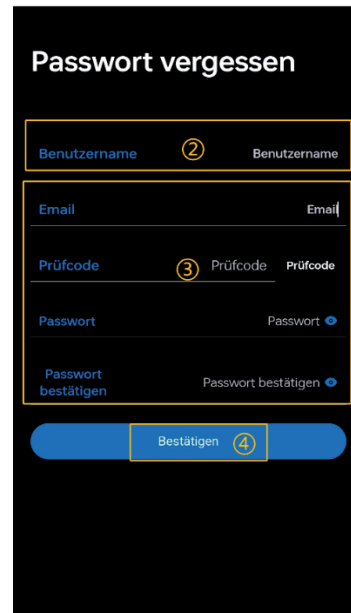 Passwort vergessen
Benutzername ② Benutzername
Email Email
Prüfcode ③ Prüfcode Prüfcode
Passwort Passwort
Passwort
bestätigen Passwort bestätigen
Bestätigen ④